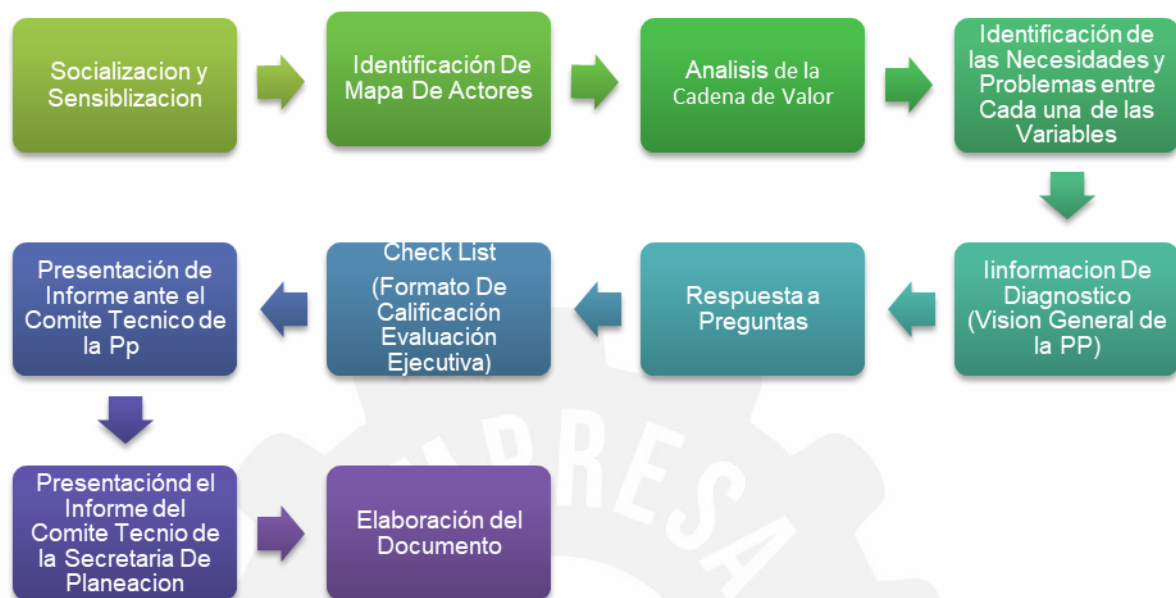 Socializacion y
Sensiblizacion
Identificación De
Mapa De Actores
Analisis de la
Cadena de Valor
Identificación de
las Necesidades y
Problemas entre
Cada una de las
Variables
Iinformacion De
Diagnostico
(Vision General de
la PP)
Respuesta a
Preguntas
Check List
(Formato De
Calificación
Evaluación
Ejecutiva)
Presentación de
Informe ante el
Comite Tecnico de
la Pp
Presentaciónd el
Informe del
Comite Tecnio de
la Secretaria De
Planeacion
Elaboración del
Documento